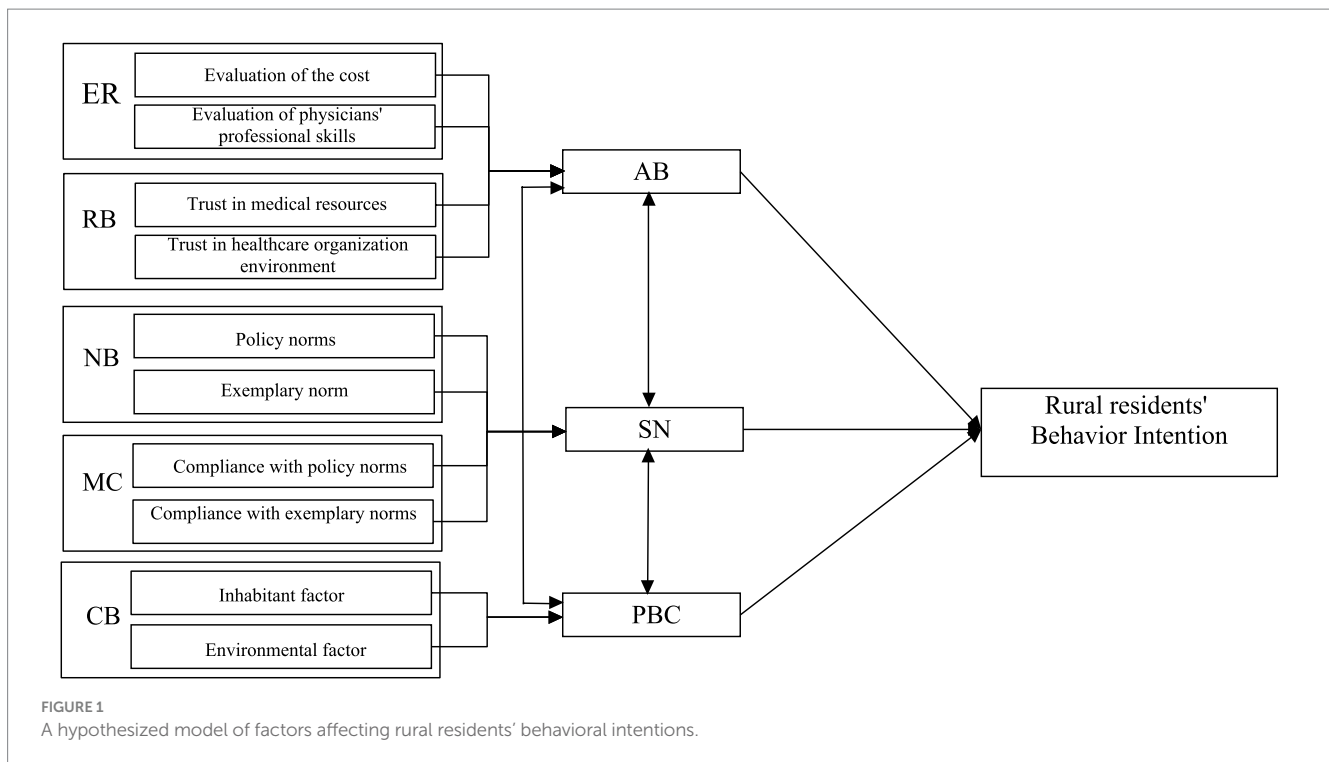 ER
Evaluation of the cost
Evaluation of physicians'
professional skills
RB
Trust in medical resources
Trust in healthcare organization
environment
NB
Policy norms
Exemplary norm
MC
Compliance with policy norms
Compliance with exemplary norms
CB
Inhabitant factor
Environmental factor
AB
SN
PBC
Rural residents'
Behavior Intention
FIGURE 1
A hypothesized model of factors affecting rural residents’ behavioral intentions.